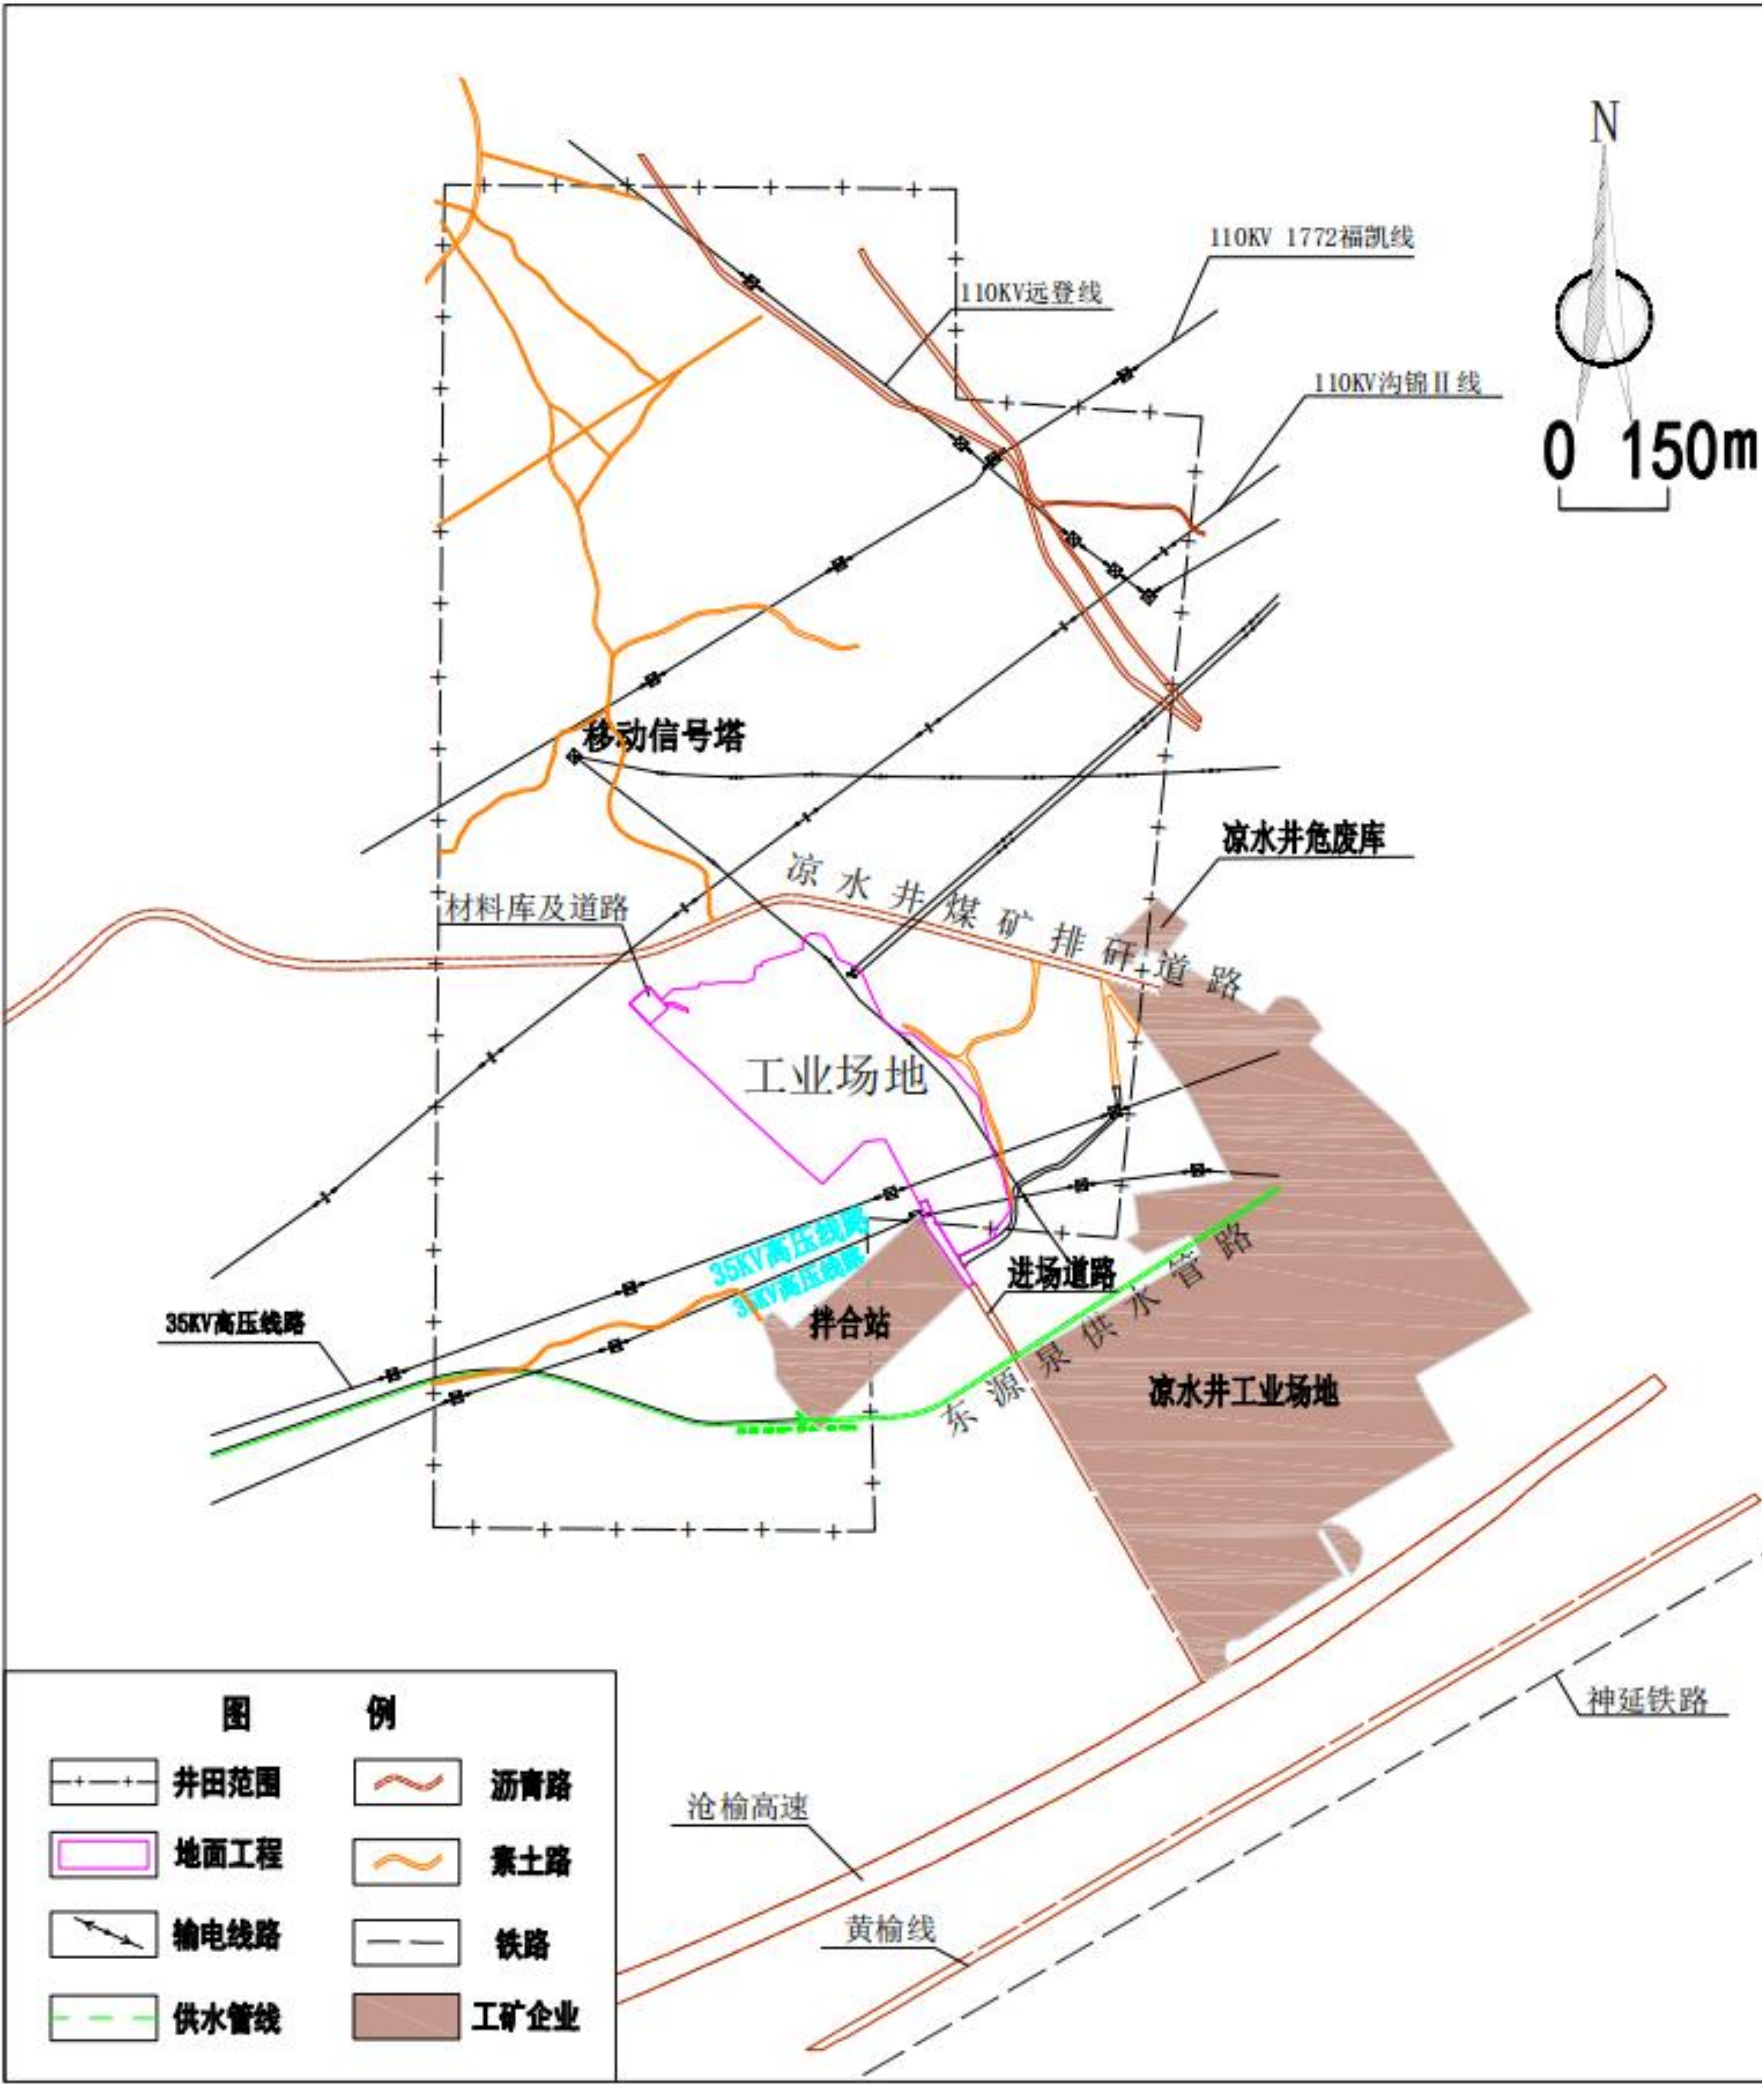 N
110KV 1772福凯线
110KV远登线
110KV沟锦Ⅱ线
0 150m
移动信号塔
凉水井危废库
凉水井煤矿排矸道路
材料库及道路
工业场地
35KV高压线路
35KV高压线路
进场道路
35KV高压线路
拌合站
东源泉供水管路
凉水井工业场地
神延铁路
沧榆高速
黄榆线
图 例
井田范围 沥青路
地面工程 素土路
输电线路 铁路
供水管线 工矿企业